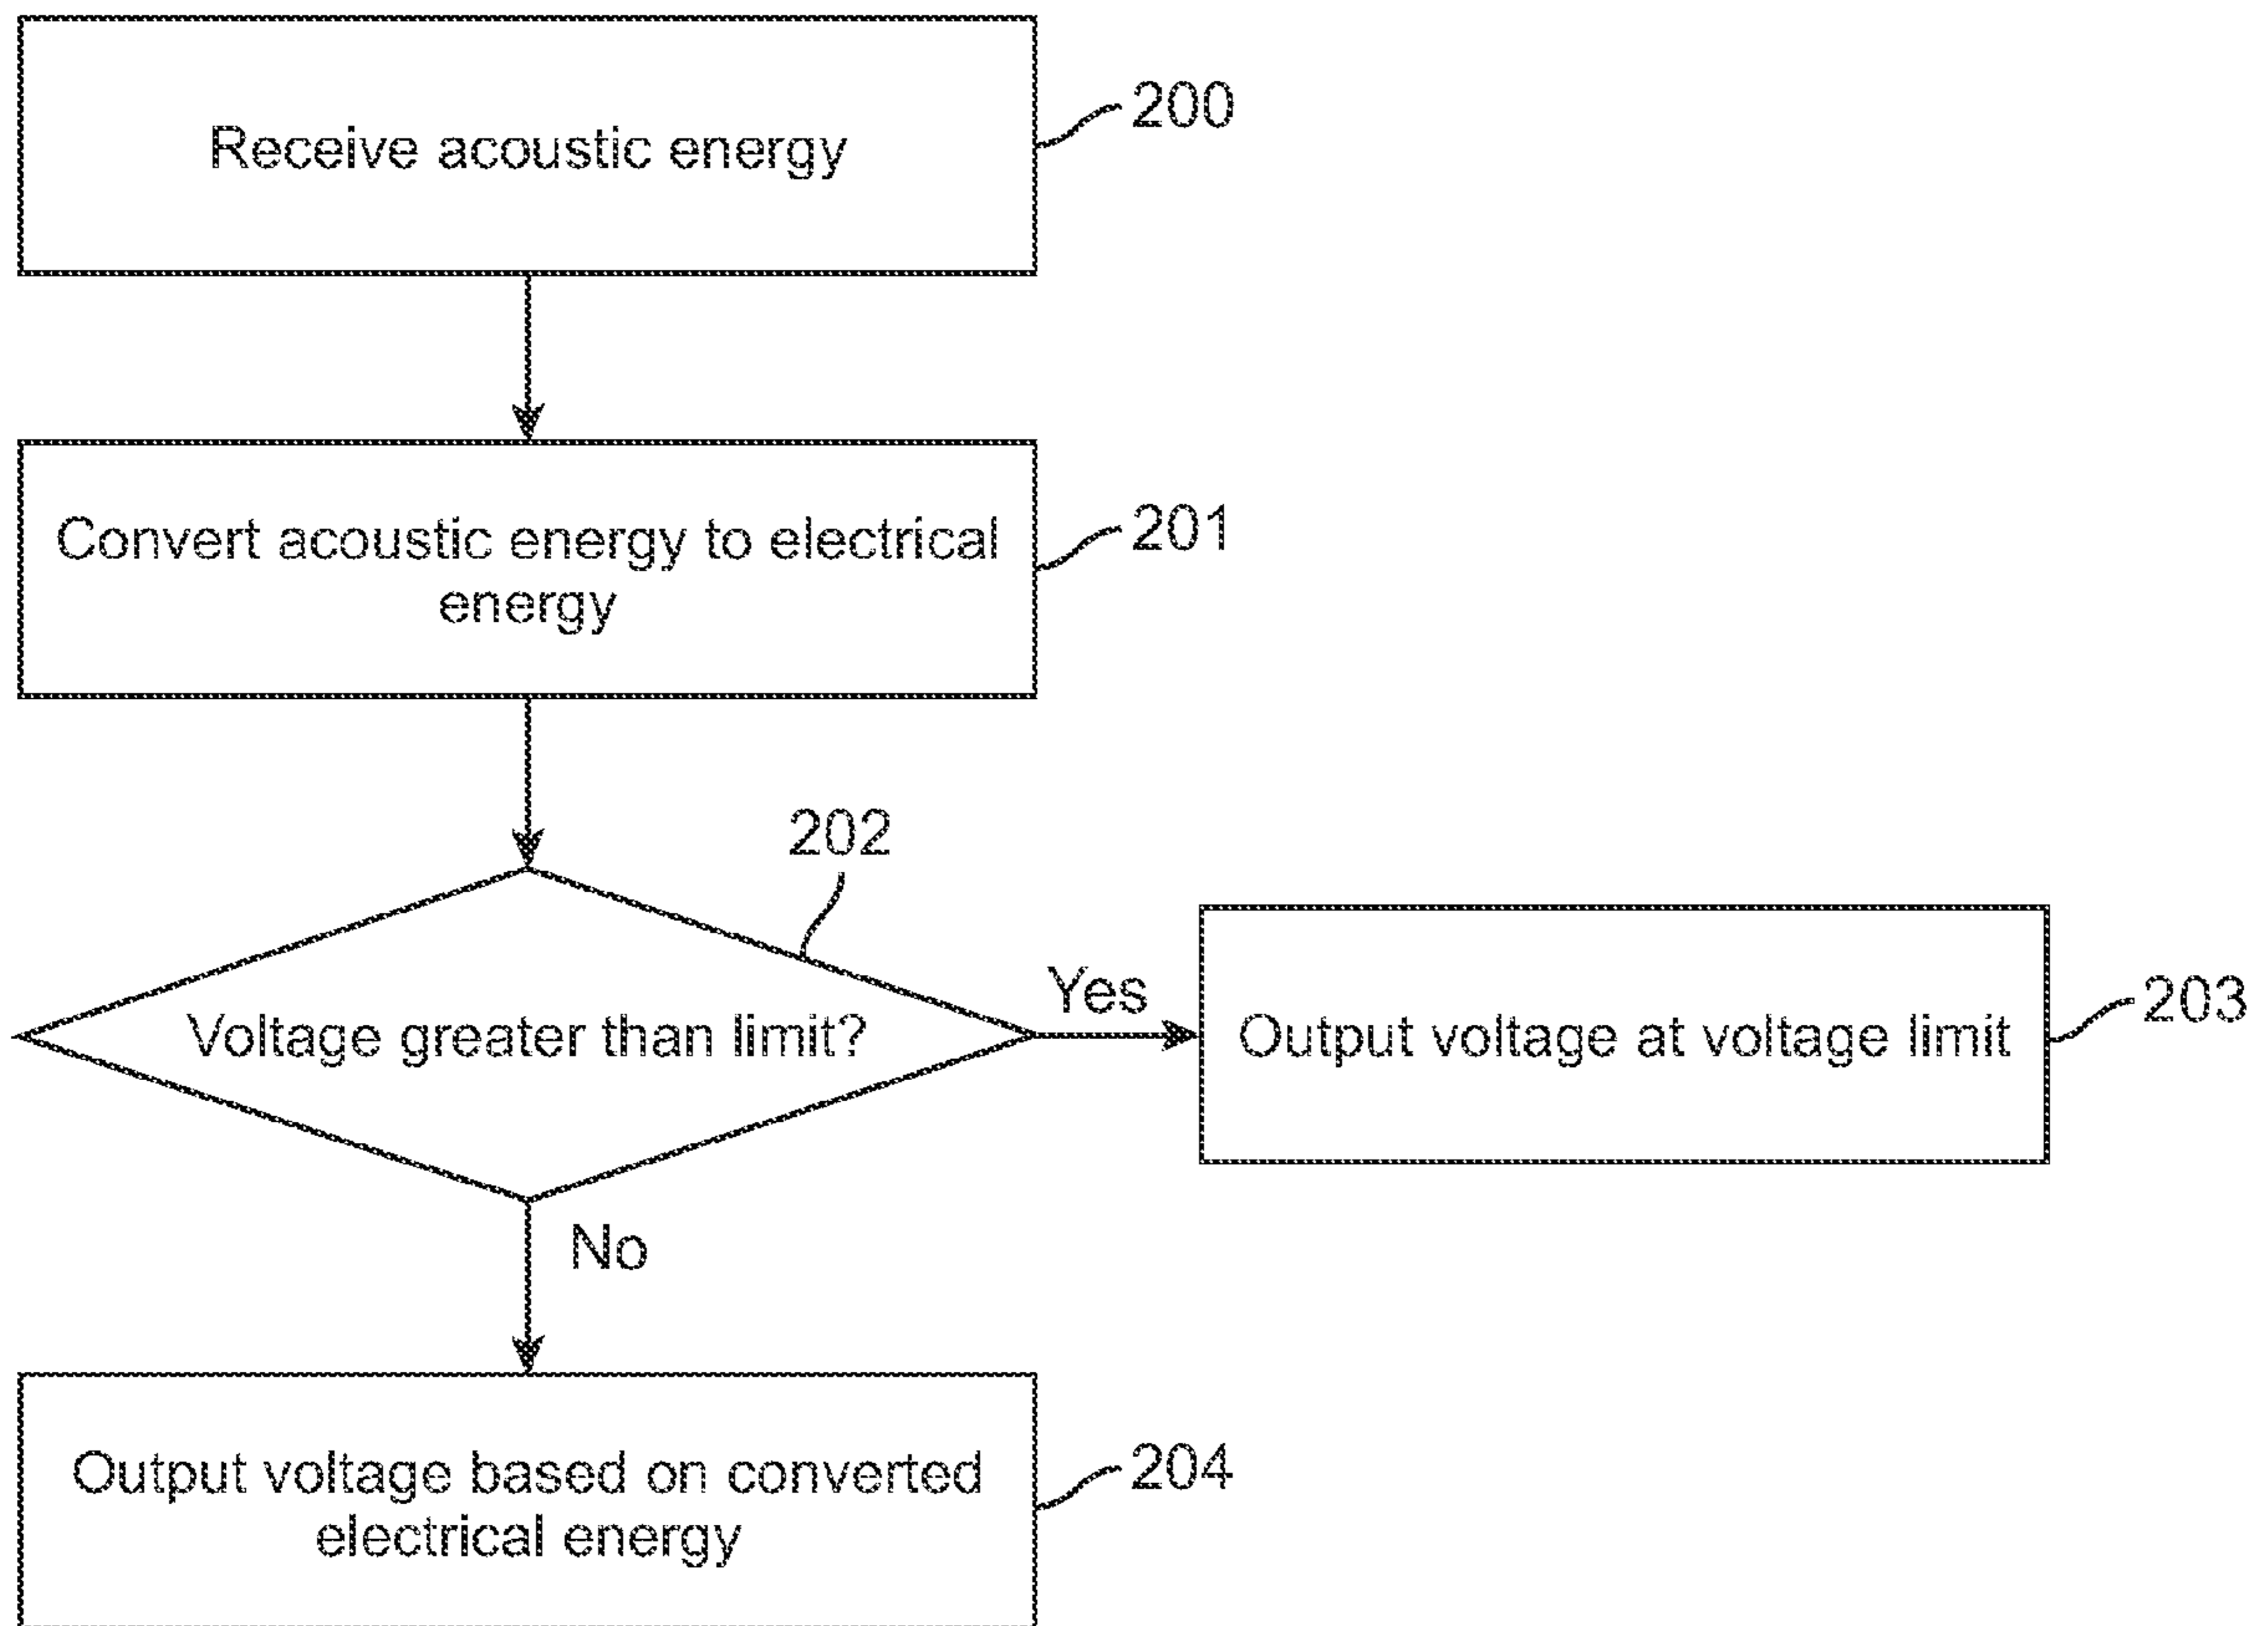 Receive acoustic energy
200
Convert acoustic energy to electrical
energy
201
202
Voltage greater than limit?
Yes
Output voltage at voltage limit
203
No
Output voltage based on converted
electrical energy
204